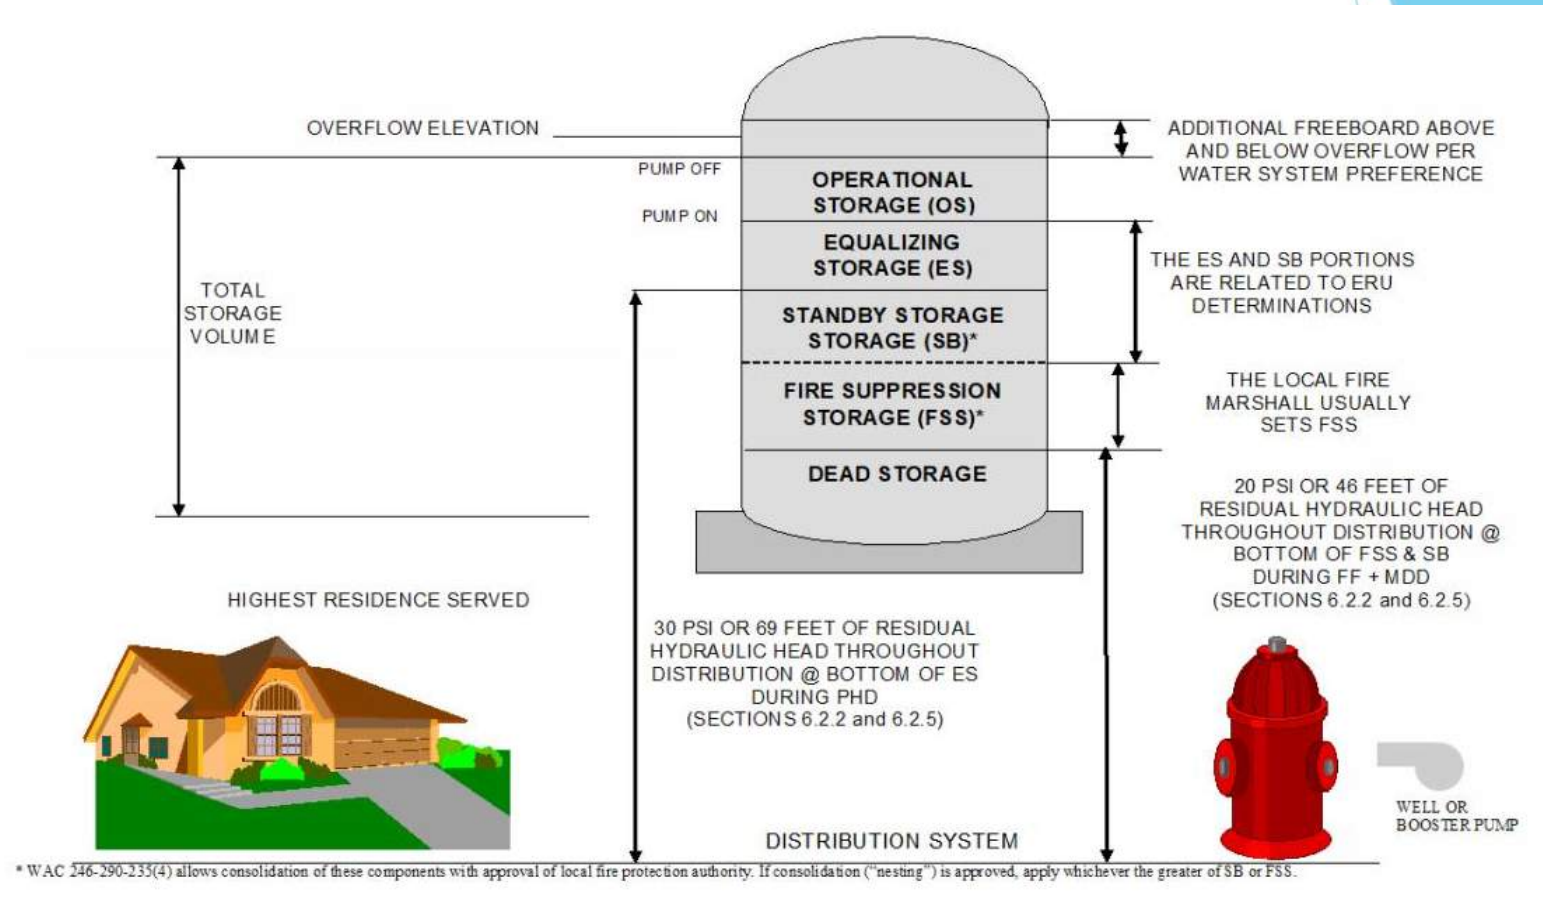 OVERFLOW ELEVATION
ADDITIONAL FREEBOARD ABOVE
AND BELOW OVERFLOW PER
WATER SYSTEM PREFERENCE
PUMP OFF
OPERATIONAL
STORAGE (OS)
PUMP ON
EQUALIZING
STORAGE (ES)
THE ES AND SB PORTIONS
ARE RELATED TO ERU
DETERMINATIONS
TOTAL
STORAGE
VOLUME
STANDBY STORAGE
STORAGE (SB)*
FIRE SUPPRESSION
STORAGE (FSS)*
THE LOCAL FIRE
MARSHALL USUALLY
SETS FSS
DEAD STORAGE
20 PSI OR 46 FEET OF
RESIDUAL HYDRAULIC HEAD
THROUGHOUT DISTRIBUTION @
BOTTOM OF FSS & SB
DURING FF + MDD
(SECTIONS 6.2.2 and 6.2.5)
HIGHEST RESIDENCE SERVED
30 PSI OR 69 FEET OF RESIDUAL
HYDRAULIC HEAD THROUGHOUT
DISTRIBUTION @ BOTTOM OF ES
DURING PHD
(SECTIONS 6.2.2 and 6.2.5)
WELL OR
BOOSTER PUMP
DISTRIBUTION SYSTEM
* WAC 246-290-235(4) allows consolidation of these components with approval of local fire protection authority. If consolidation ("nesting") is approved, apply whichever the greater of SB or FSS.